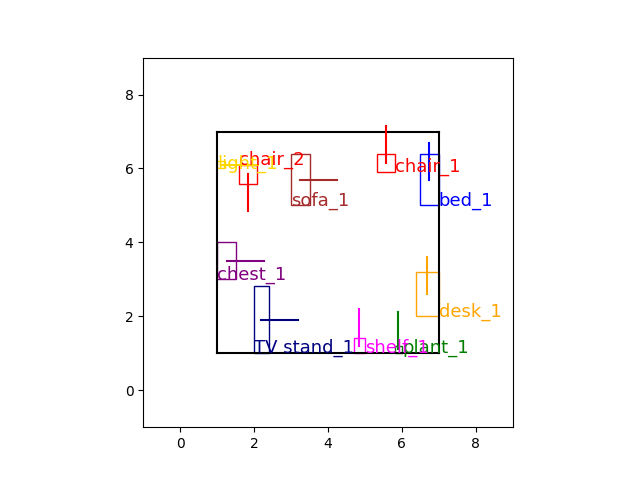 8
chair_2
light_1
chair_1
6
sofa_1
bed_1
4
chest_1
desk_1
2
TV stand_1
shelf_1
plant_1
0
0
2
4
6
8